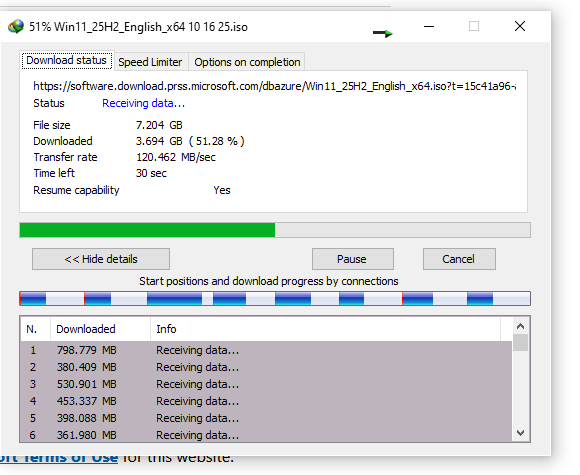 51% Win11_25H2_English_x64 10 16 25.iso
Download status Speed Limiter Options on completion
https://software.download.prss.microsoft.com/dbazure/Win11_25H2_English_x64.iso?t=15c41a96-
Status Receiving data...
File size 7.204 GB
Downloaded 3.694 GB ( 51.28 % )
Transfer rate 120.462 MB/sec
Time left 30 sec
Resume capability Yes
<< Hide details Pause Cancel
Start positions and download progress by connections
N. Downloaded Info
1 798.779 MB Receiving data...
2 380.409 MB Receiving data...
3 530.901 MB Receiving data...
4 453.337 MB Receiving data...
5 398.088 MB Receiving data...
6 361.980 MB Receiving data...
oft Terms of Use for this website.